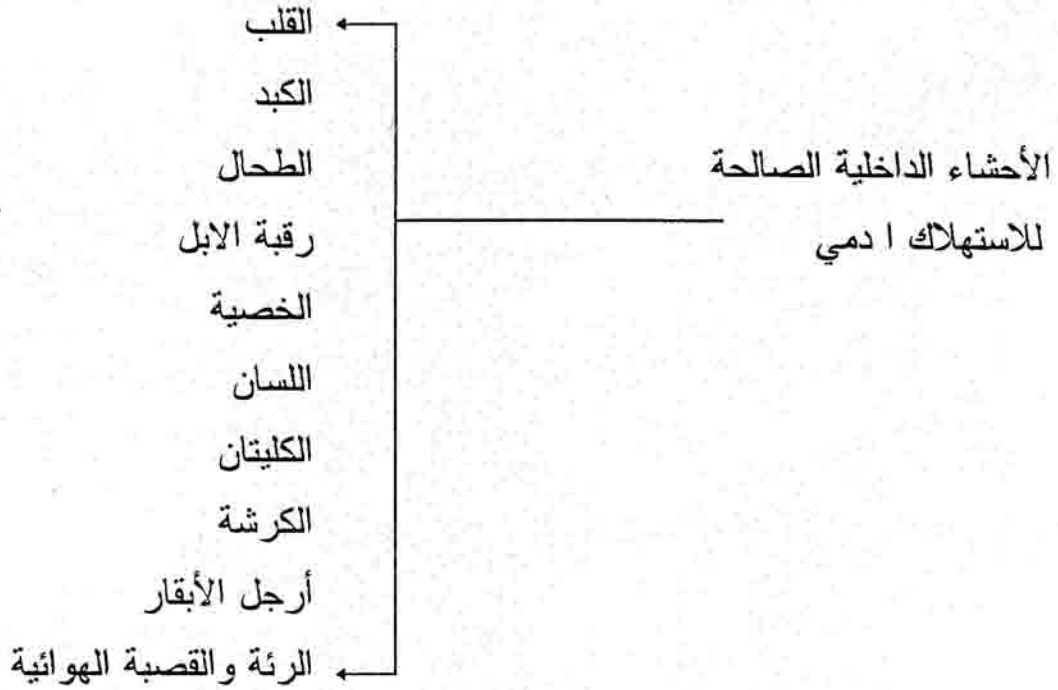 الأحشاء الداخلية الصالحة
للاستهلاك ا دمي
القلب
الكبد
الطحال
رقبة الابل
الخصية
اللسان
الكليتان
الكرشة
أرجل الأبقار
الرئة والقصبة الهوائية